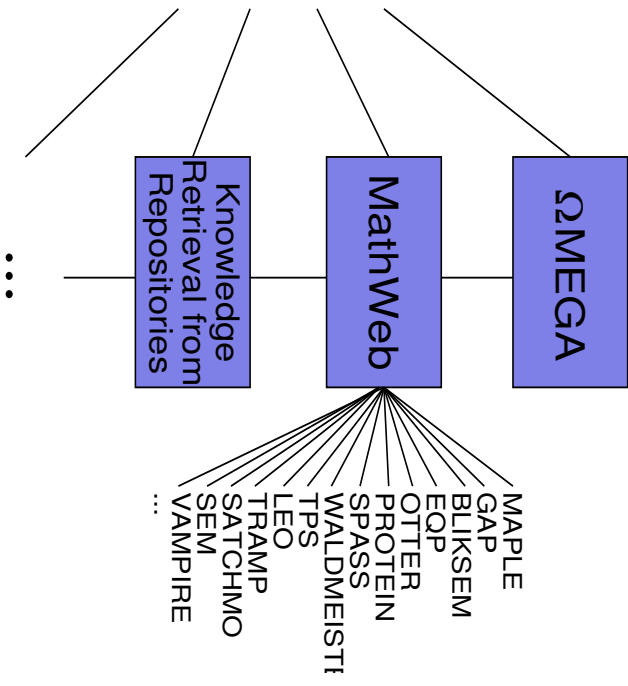 ΩMEGA
MathWeb
Knowledge
Retrieval from
Repositories
...
MAPLE
GAP
BLIKSEM
EQP
OTTER
PROTEIN
SPASS
WALDMEISTE
TPS
LEO
TRAMP
SATCHMO
SEM
VAMPIRE
...